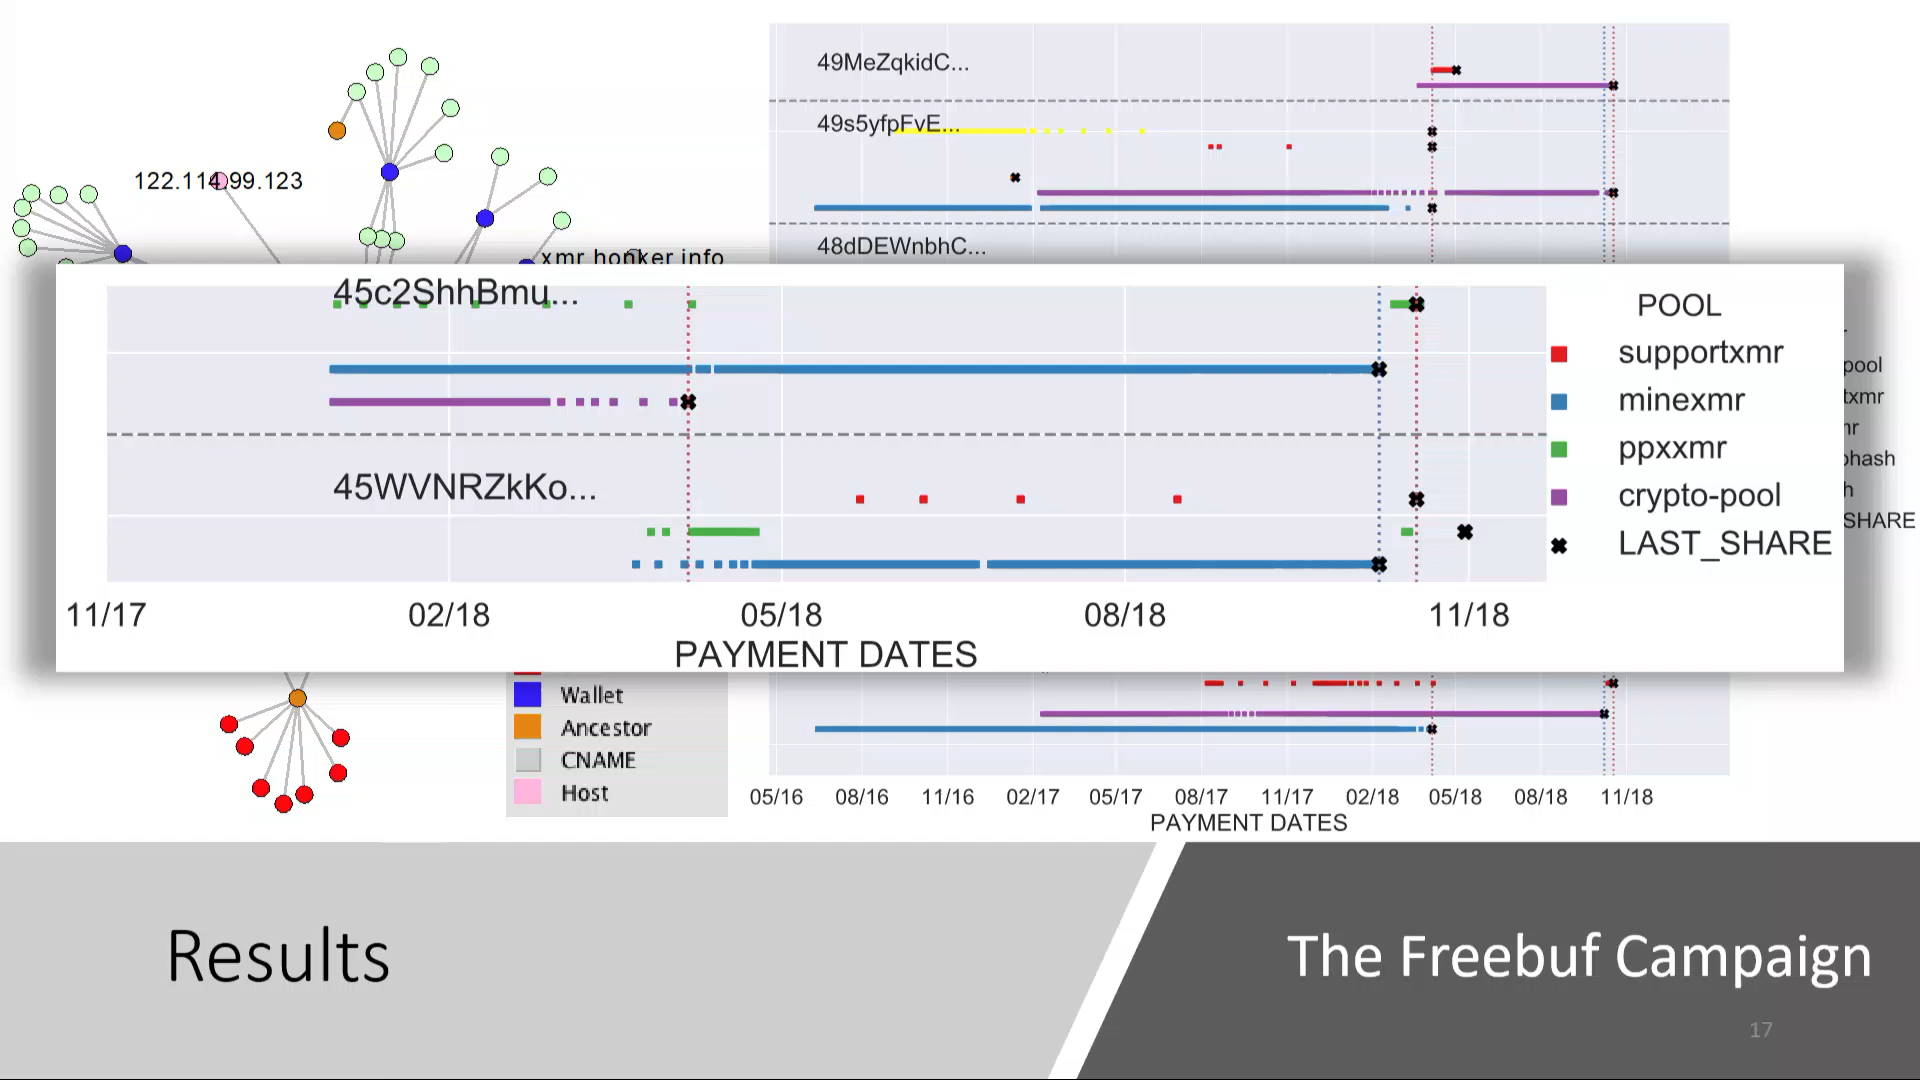 49MeZqkidC...
49s5yfpFvE...
122.114.99.123
48dDEWnbhC...
xmr honker info
45c2ShhBmu...
45WVNRZkKo...
POOL
supportxmr
minexmr
ppxxmr
crypto-pool
LAST_SHARE
pool
SHARE
11/17 02/18 05/18 08/18 11/18
PAYMENT DATES
Wallet
Ancestor
CNAME
Host
05/16 08/16 11/16 02/17 05/17 08/17 11/17 02/18 05/18 08/18 11/18
PAYMENT DATES
Results
The Freebuf Campaign
17